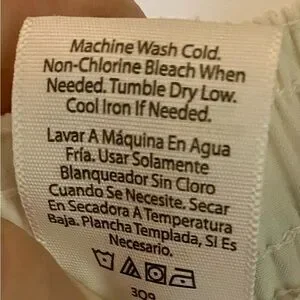 Machine Wash Cold.
Non-Chlorine Bleach When
Needed. Tumble Dry Low.
Cool Iron If Needed.
Lavar A Máquina En Agua
Fría. Usar Solamente
Blanqueador Sin Cloro
Cuando Se Necesite. Secar
En Secadora A Temperatura
Baja. Plancha Templada, SI Es
Necesario.
309